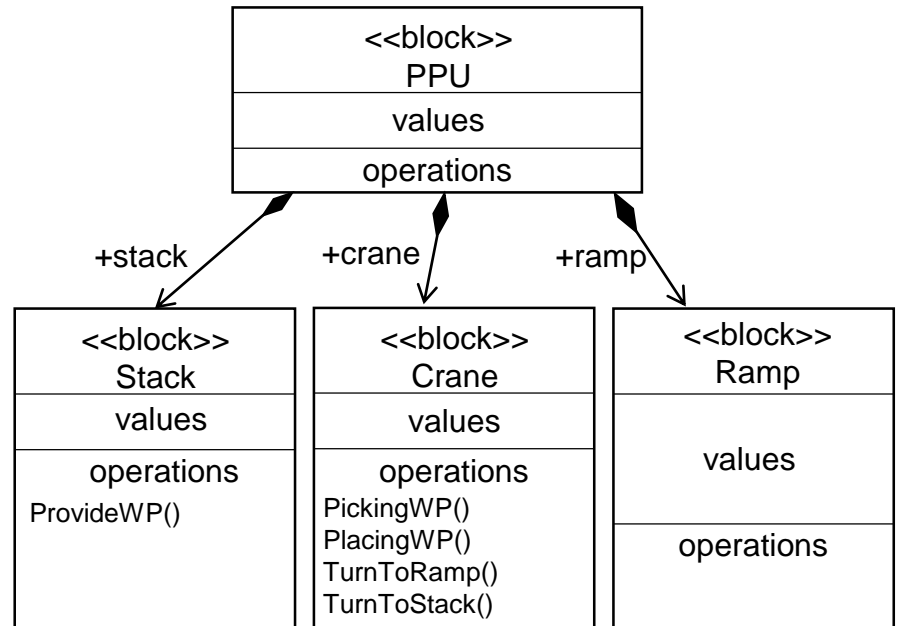 <<block>>
PPU
values
operations
+stack
+crane
+ramp
<<block>>
Stack
values
operations
ProvideWP()
<<block>>
Crane
values
operations
PickingWP()
PlacingWP()
TurnToRamp()
TurnToStack()
<<block>>
Ramp
values
operations